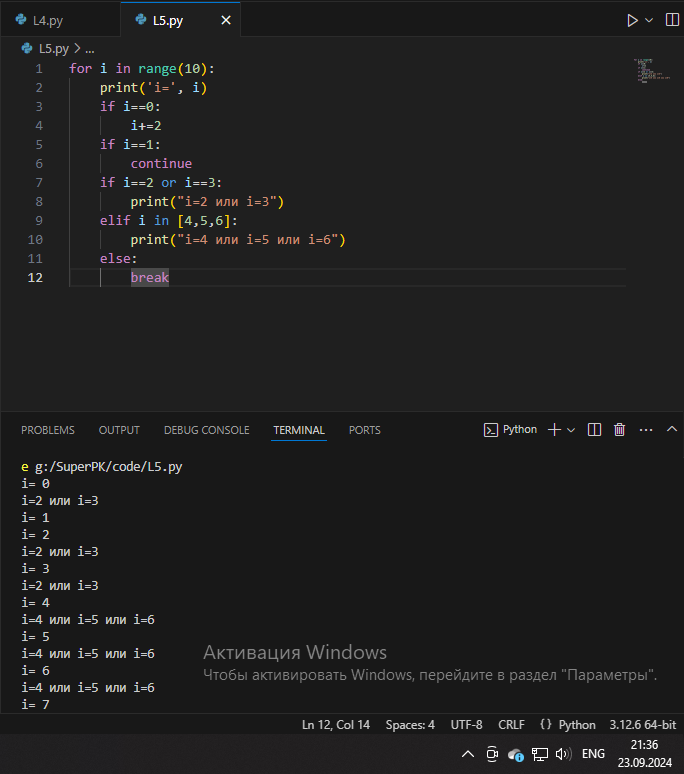 L4.py
L5.py
L5.py > ...
1 for i in range(10):
2     print('i=', i)
3     if i==0:
4         i+=2
5     if i==1:
6         continue
7     if i==2 or i==3:
8         print("i=2 или i=3")
9     elif i in [4,5,6]:
10         print("i=4 или i=5 или i=6")
11     else:
12         break
PROBLEMS OUTPUT DEBUG CONSOLE TERMINAL PORTS Python
e g:/SuperPK/code/L5.py
i= 0
i=2 или i=3
i= 1
i= 2
i=2 или i=3
i= 3
i=2 или i=3
i= 4
i=4 или i=5 или i=6
i= 5
i=4 или i=5 или i=6
i= 6
i=4 или i=5 или i=6
i= 7
Активация Windows
Чтобы активировать Windows, перейдите в раздел "Параметры".
Ln 12, Col 14 Spaces: 4 UTF-8 CRLF {} Python 3.12.6 64-bit
ENG
21:36
23.09.2024